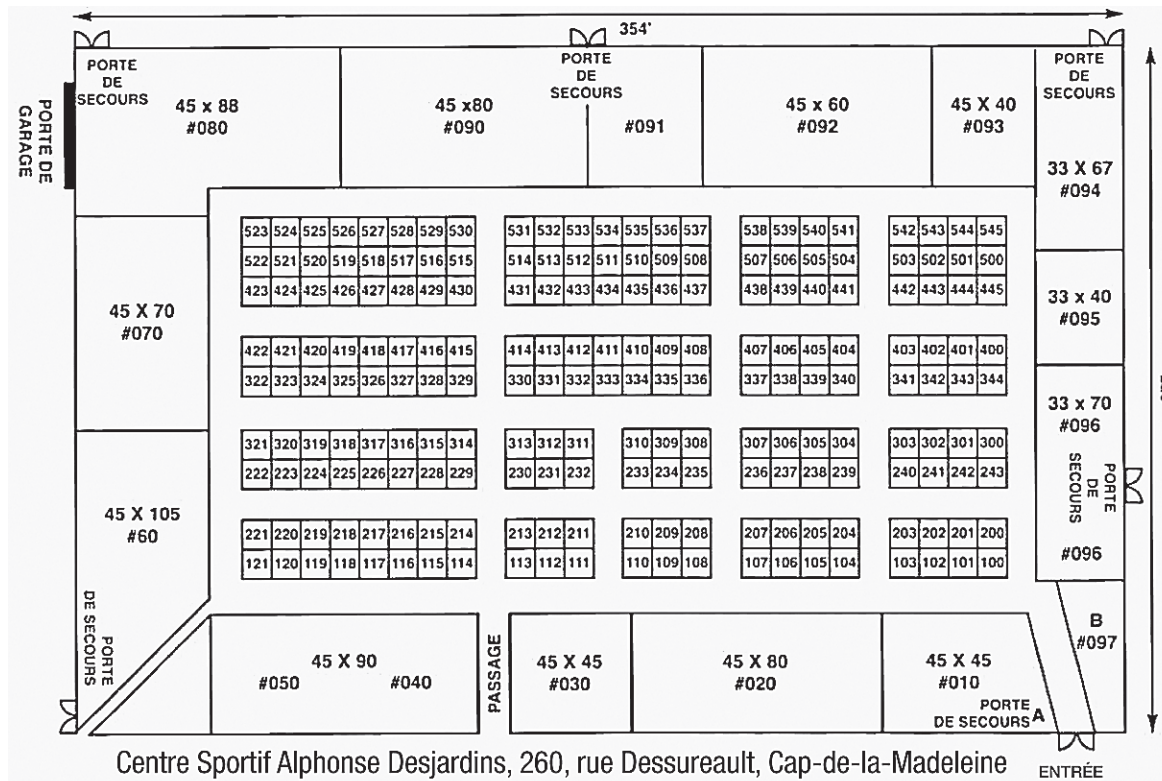 354'
PORTE DE SECOURS
PORTE DE SECOURS
PORTE DE SECOURS
PORTE DE GARAGE
45 x 88
#080
45 x80
#090
#091
45 x 60
#092
45 X 40
#093
33 X 67
#094
33 x 40
#095
33 x 70
#096
PORTE DE SECOURS
#096
B
#097
45 X 70
#070
45 X 105
#60
PORTE DE SECOURS
523 524 525 526 527 528 529 530
522 521 520 519 518 517 516 515
423 424 425 426 427 428 429 430
531 532 533 534 535 536 537
514 513 512 511 510 509 508
431 432 433 434 435 436 437
538 539 540 541
507 506 505 504
438 439 440 441
542 543 544 545
503 502 501 500
442 443 444 445
422 421 420 419 418 417 416 415
322 323 324 325 326 327 328 329
414 413 412 411 410 409 408
330 331 332 333 334 335 336
407 406 405 404
337 338 339 340
403 402 401 400
341 342 343 344
321 320 319 318 317 316 315 314
222 223 224 225 226 227 228 229
313 312 311
230 231 232
310 309 308
233 234 235
307 306 305 304
236 237 238 239
303 302 301 300
240 241 242 243
221 220 219 218 217 216 215 214
121 120 119 118 117 116 115 114
213 212 211
113 112 111
210 209 208
110 109 108
207 206 205 204
107 106 105 104
203 202 201 200
103 102 101 100
45 X 90
#050 #040
PASSAGE
45 X 45
#030
45 X 80
#020
45 X 45
#010
PORTE DE SECOURS
A
ENTRÉE
Centre Sportif Alphonse Desjardins, 260, rue Dessureault, Cap-de-la-Madeleine